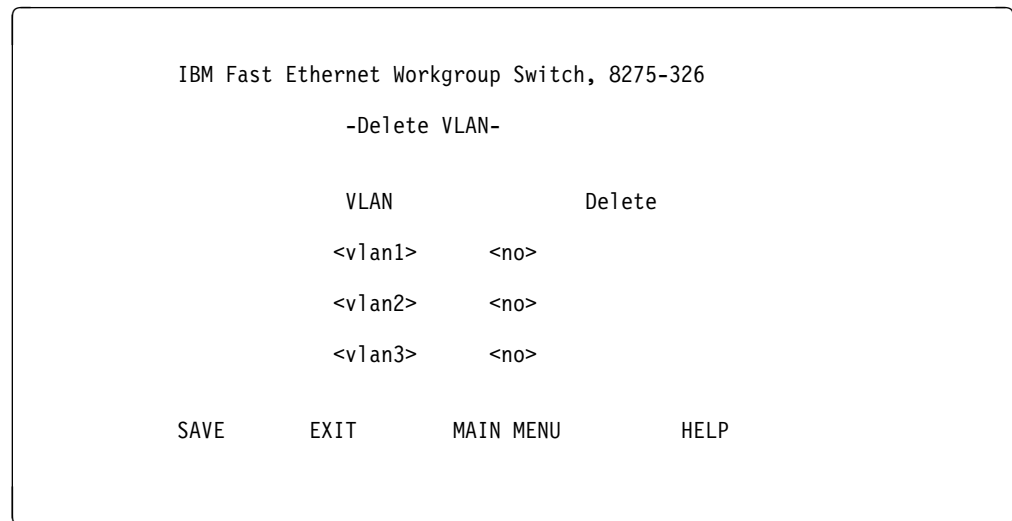 IBM Fast Ethernet Workgroup Switch, 8275-326
-Delete VLAN-
VLAN Delete
<vlan1> <no>
<vlan2> <no>
<vlan3> <no>
SAVE EXIT MAIN MENU HELP